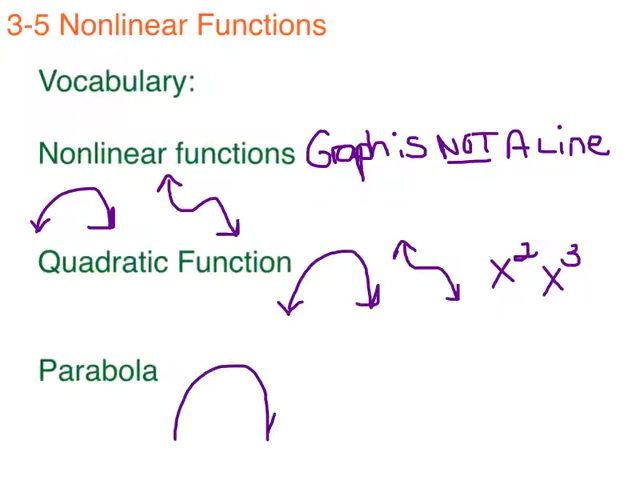 3-5 Nonlinear Functions
Vocabulary:
Nonlinear functions Graph is NOT A Line
Quadratic Function x² x³
Parabola